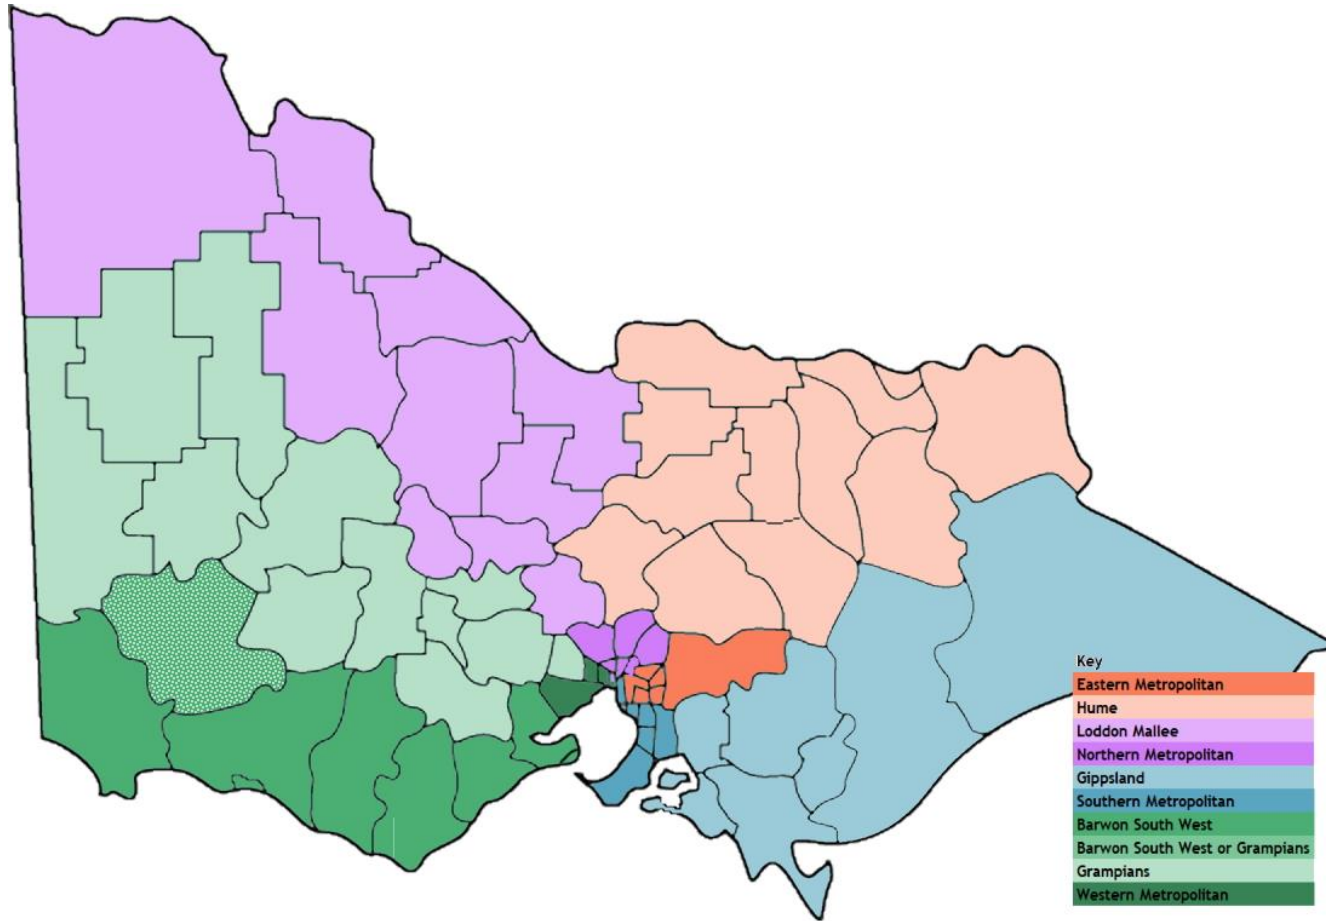 Key
Eastern Metropolitan
Hume
Loddon Mallee
Northern Metropolitan
Gippsland
Southern Metropolitan
Barwon South West
Barwon South West or Grampians
Grampians
Western Metropolitan